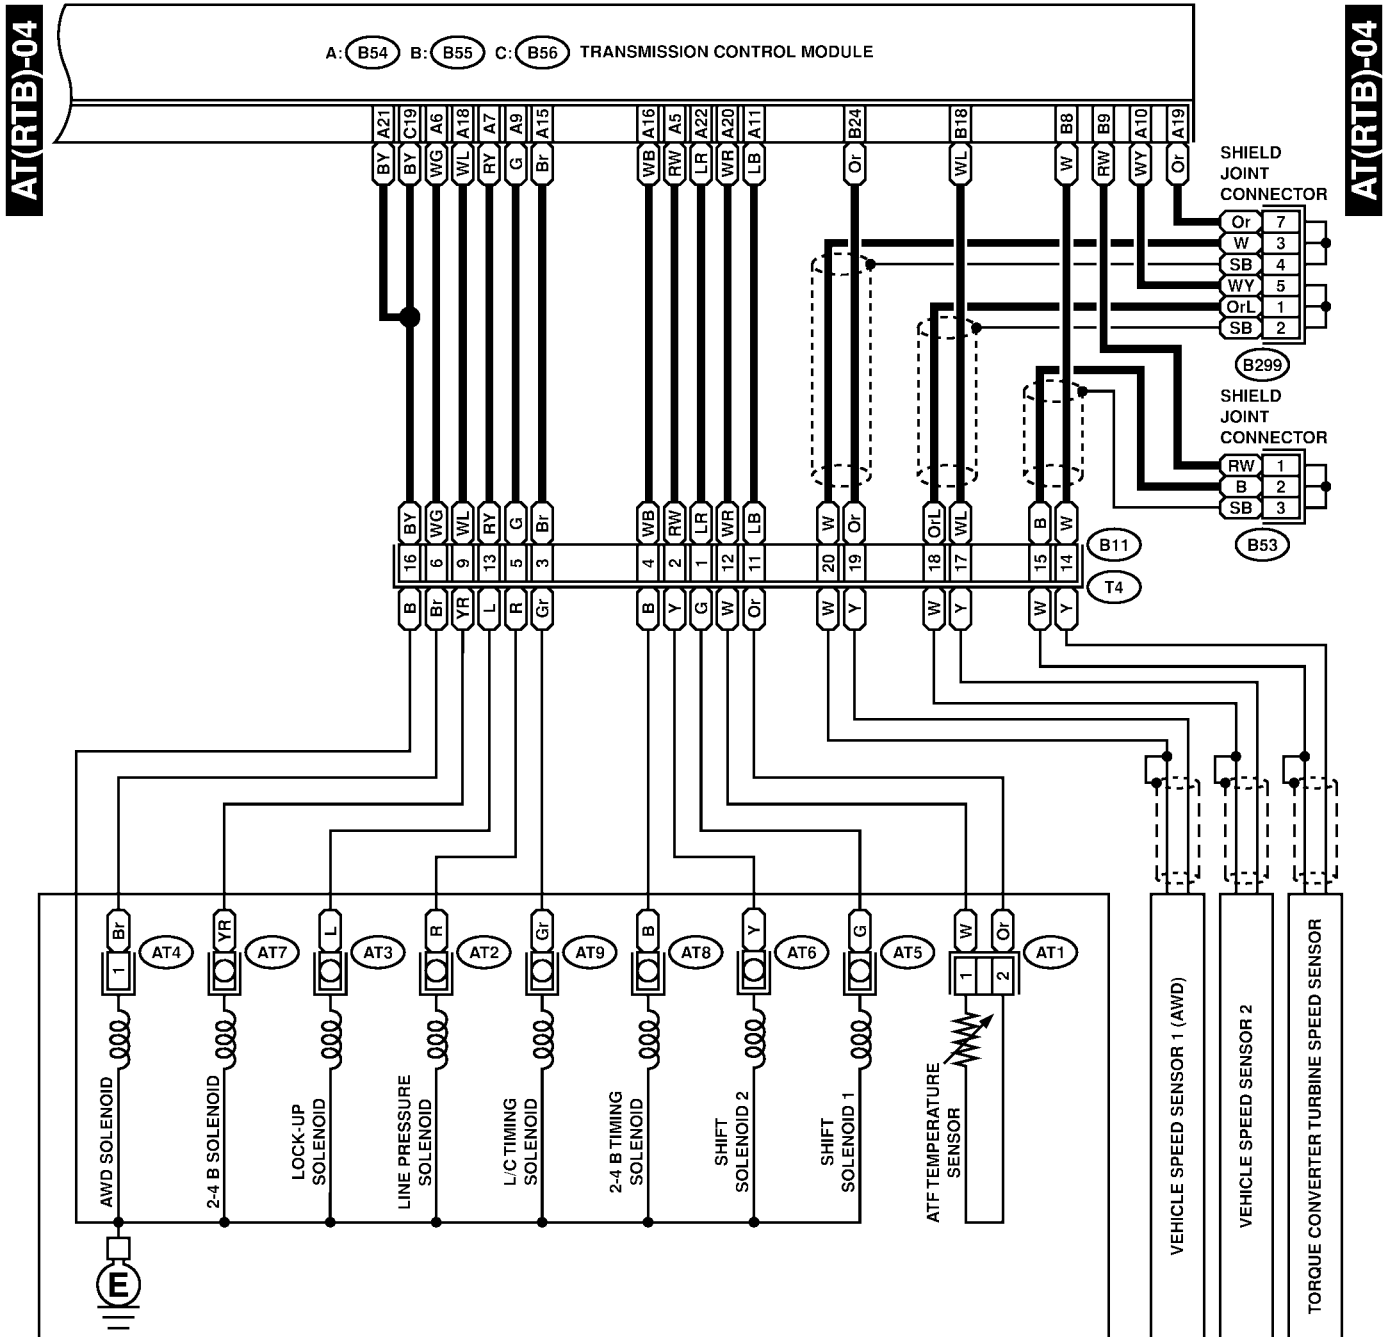 AT(RTB)-04
AT(RTB)-04
A: B54 B: B55 C: B56 TRANSMISSION CONTROL MODULE
A21 C19 A6 A18 A7 A9 A15 A16 A5 A22 A20 A11 B24 B18 B8 B9 A10 A19
BY BY WG WL RY G Br WB RW LR WR LB Or WL W RW WY Or
SHIELD
JOINT
CONNECTOR
Or 7
W 3
SB 4
WY 5
OrL 1
SB 2
B299
SHIELD
JOINT
CONNECTOR
RW 1
B 2
SB 3
B53
BY WG WL RY G Br WB RW LR WR LB W Or OrL WL B W
16 6 9 13 5 3 4 2 1 12 11 20 19 18 17 15 14
B11
T4
B Br YR L R Gr B Y G W Or W Y W Y W Y
Br YR L R Gr B Y G W Or
1 AT4 AT7 AT3 AT2 AT9 AT8 AT6 AT5 1 2 AT1
AWD SOLENOID
2-4 B SOLENOID
LOCK-UP
SOLENOID
LINE PRESSURE
SOLENOID
L/C TIMING
SOLENOID
2-4 B TIMING
SOLENOID
SHIFT
SOLENOID 2
SHIFT
SOLENOID 1
ATF TEMPERATURE
SENSOR
VEHICLE SPEED SENSOR 1 (AWD)
VEHICLE SPEED SENSOR 2
TORQUE CONVERTER TURBINE SPEED SENSOR
E